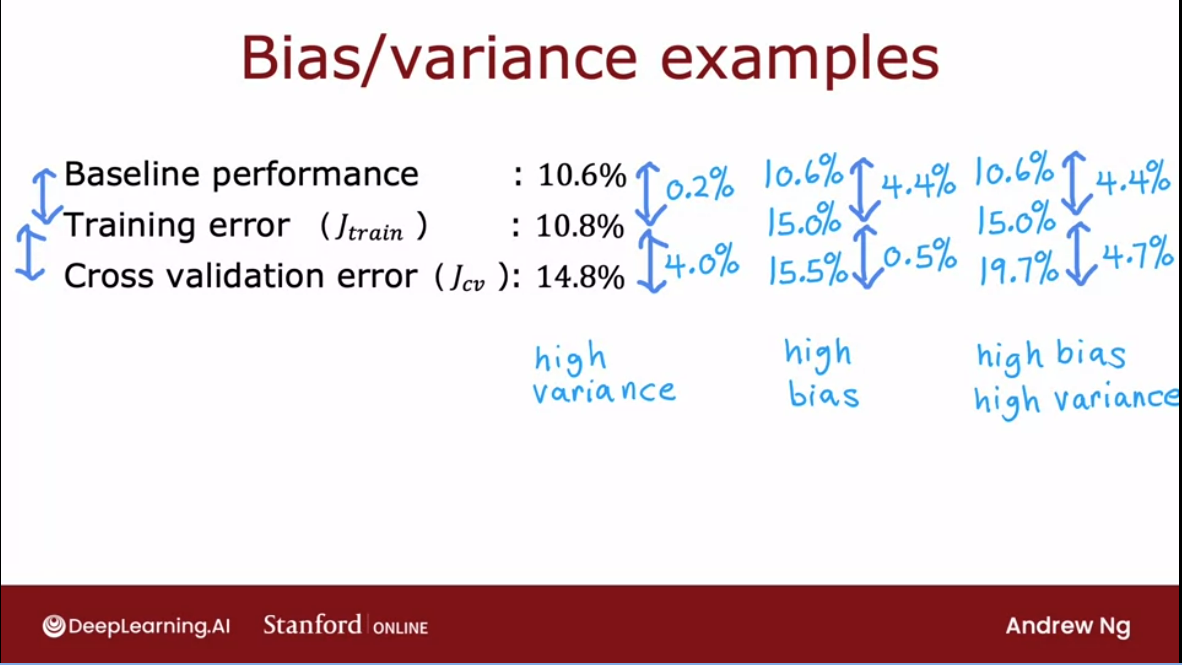 Bias/variance examples
Baseline performance : 10.6% 0.2% 10.6% 4.4% 10.6% 4.4%
Training error (J_train) : 10.8% 15.0% 15.0%
Cross validation error (J_cv): 14.8% 4.0% 15.5% 0.5% 19.7% 4.7%
high high high bias
variance bias high variance
DeepLearning.AI Stanford ONLINE Andrew Ng